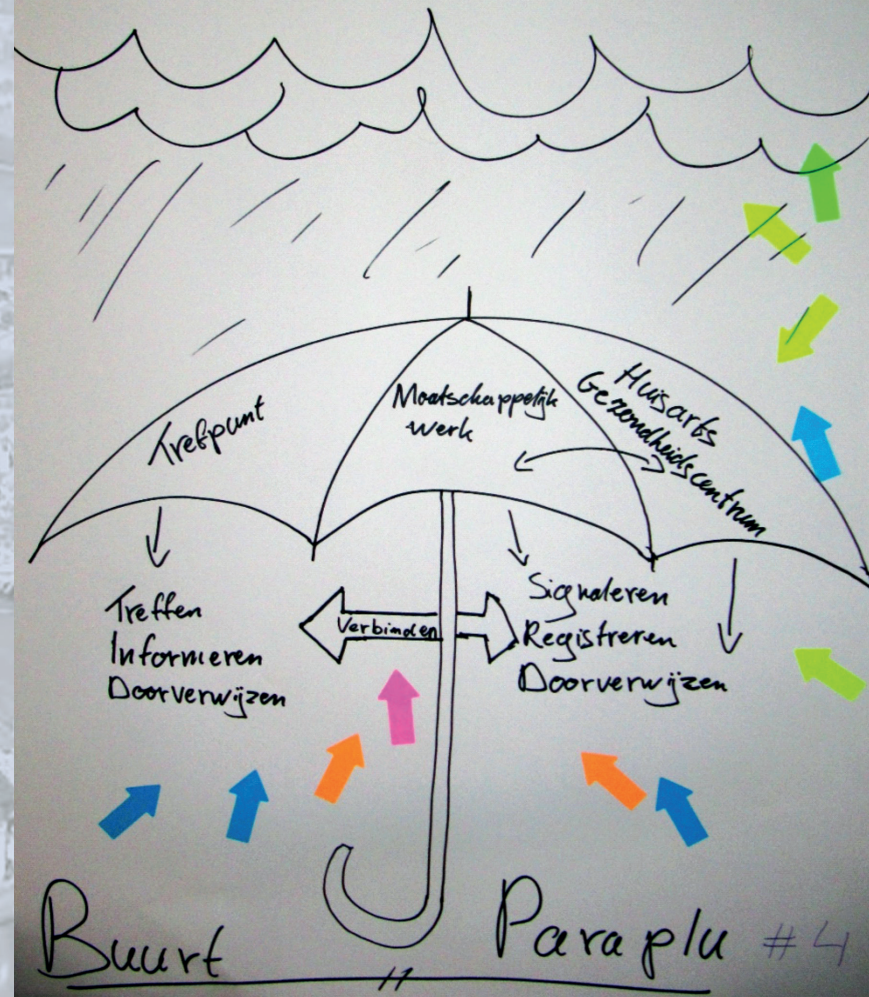 Trefpunt
Maatschappelijk
werk
Huisarts
Gezondheidscentrum
Treffen
Informeren
Doorverwijzen
Verbinden
Signaleren
Registreren
Doorverwijzen
Buurt Paraplu #4